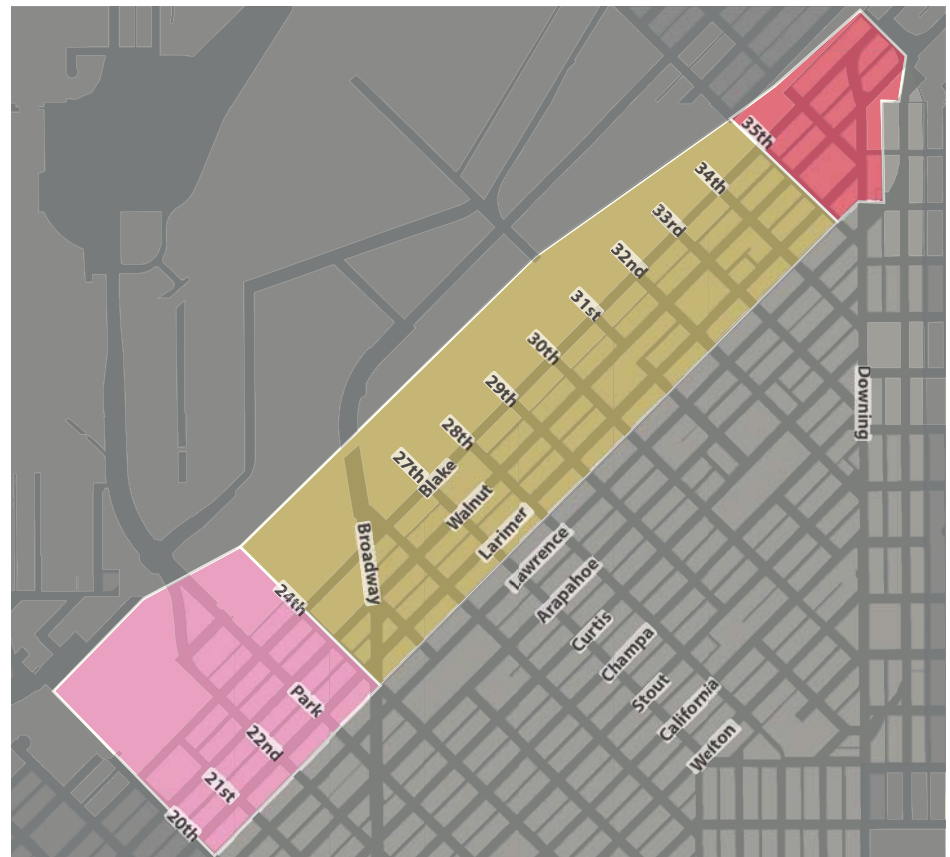 35th
34th
33rd
32nd
31st
30th
29th
28th
27th
Blake
Walnut
Larimer
Lawrence
Arapahoe
Curtis
Champa
Stout
California
Welton
Downing
Broadway
24th
Park
22nd
21st
20th